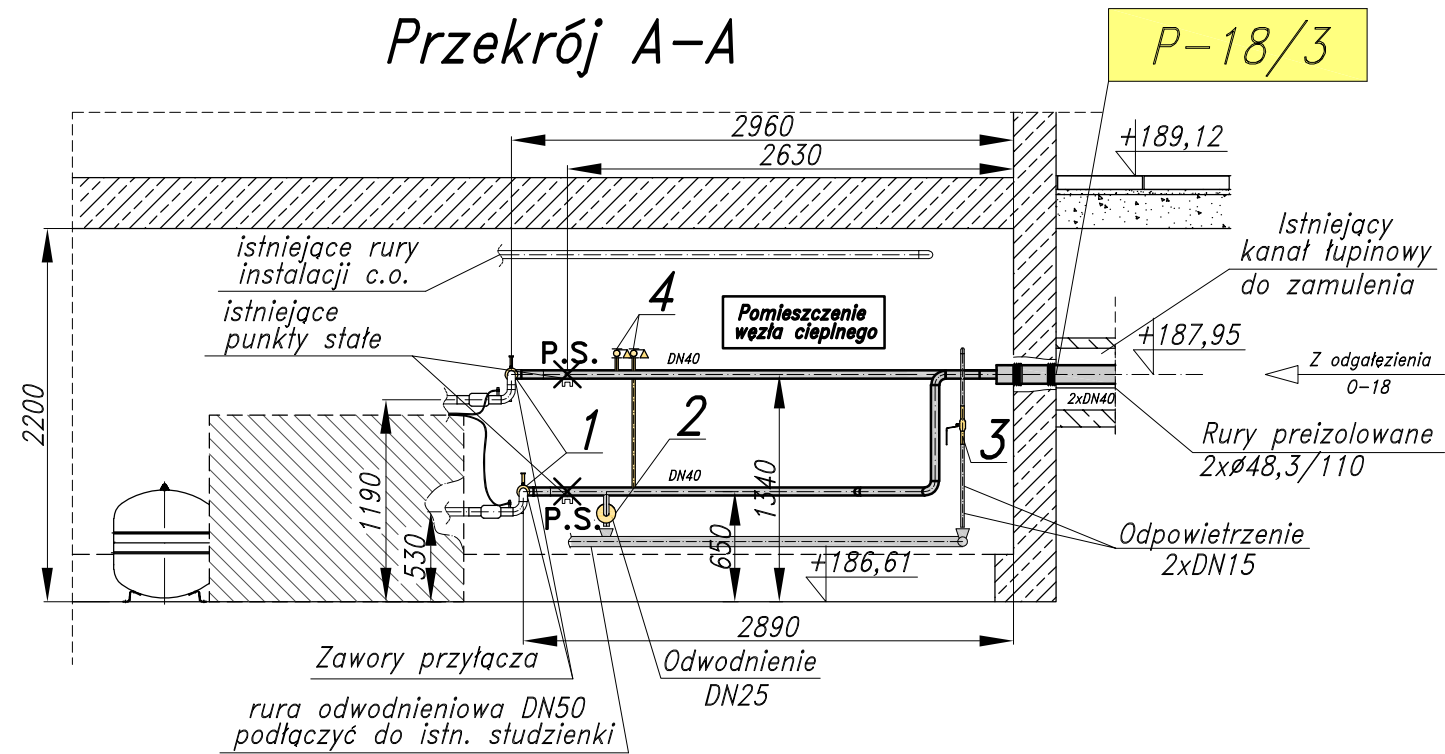 Przekrój A-A
P-18/3
2960
2630
+189,12
istniejące rury
instalacji c.o.
istniejące
punkty stałe
4
Pomieszczenie
węzła cieplnego
Istniejący
kanał łupinowy
do zamulenia
+187,95
P.S.
DN40
Z odgałęzienia
0-18
2xDN40
2200
1
2
3
1190
1340
DN40
Rury preizolowane
2xø48,3/110
P.S.
530
650
Odpowietrzenie
2xDN15
+186,61
2890
Zawory przyłącza
Odwodnienie
DN25
rura odwodnieniowa DN50
podłączyć do istn. studzienki